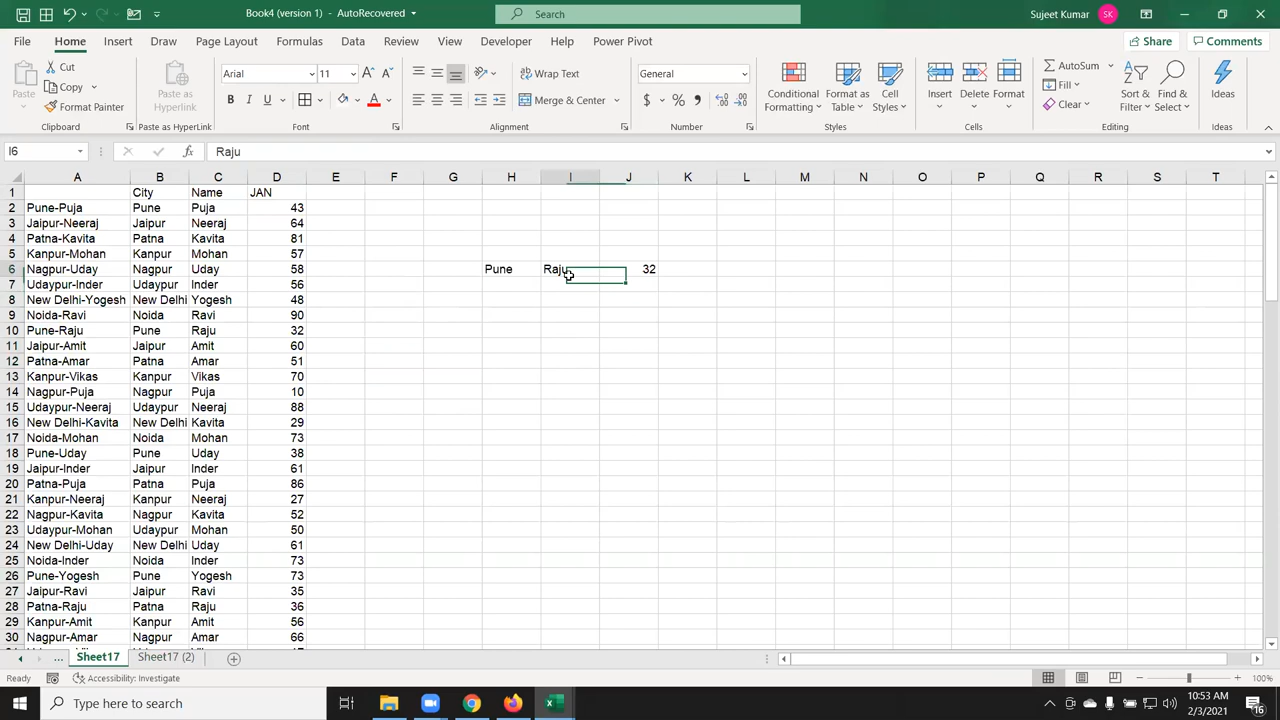 Book4 (version 1) - AutoRecovered
Search
Sujeet Kumar
SK
File Home Insert Draw Page Layout Formulas Data Review View Developer Help Power Pivot
Share
Comments
Paste
Cut
Copy
Format Painter
Clipboard
Paste as Hyperlink
Paste as HyperLink
Arial 11
B I U
Font
Wrap Text
Merge & Center
Alignment
General
$ % ,
Number
Conditional Formatting
Format as Table
Cell Styles
Styles
Insert Delete Format
Cells
AutoSum
Fill
Clear
Sort & Filter
Find & Select
Editing
Ideas
Ideas
I6
fx
Raju
A B C D E F G H I J K L M N O P Q R S T
1 City Name JAN
2 Pune-Puja Pune Puja 43
3 Jaipur-Neeraj Jaipur Neeraj 64
4 Patna-Kavita Patna Kavita 81
5 Kanpur-Mohan Kanpur Mohan 57
6 Nagpur-Uday Nagpur Uday 58 Pune Raju 32
7 Udaypur-Inder Udaypur Inder 56
8 New Delhi-Yogesh New Delhi Yogesh 48
9 Noida-Ravi Noida Ravi 90
10 Pune-Raju Pune Raju 32
11 Jaipur-Amit Jaipur Amit 60
12 Patna-Amar Patna Amar 51
13 Kanpur-Vikas Kanpur Vikas 70
14 Nagpur-Puja Nagpur Puja 10
15 Udaypur-Neeraj Udaypur Neeraj 88
16 New Delhi-Kavita New Delhi Kavita 29
17 Noida-Mohan Noida Mohan 73
18 Pune-Uday Pune Uday 38
19 Jaipur-Inder Jaipur Inder 61
20 Patna-Puja Patna Puja 86
21 Kanpur-Neeraj Kanpur Neeraj 27
22 Nagpur-Kavita Nagpur Kavita 52
23 Udaypur-Mohan Udaypur Mohan 50
24 New Delhi-Uday New Delhi Uday 61
25 Noida-Inder Noida Inder 73
26 Pune-Yogesh Pune Yogesh 73
27 Jaipur-Ravi Jaipur Ravi 35
28 Patna-Raju Patna Raju 36
29 Kanpur-Amit Kanpur Amit 56
30 Nagpur-Amar Nagpur Amar 66
... Sheet17 Sheet17 (2)
Ready
Accessibility: Investigate
100%
Type here to search
10:53 AM
2/3/2021
16